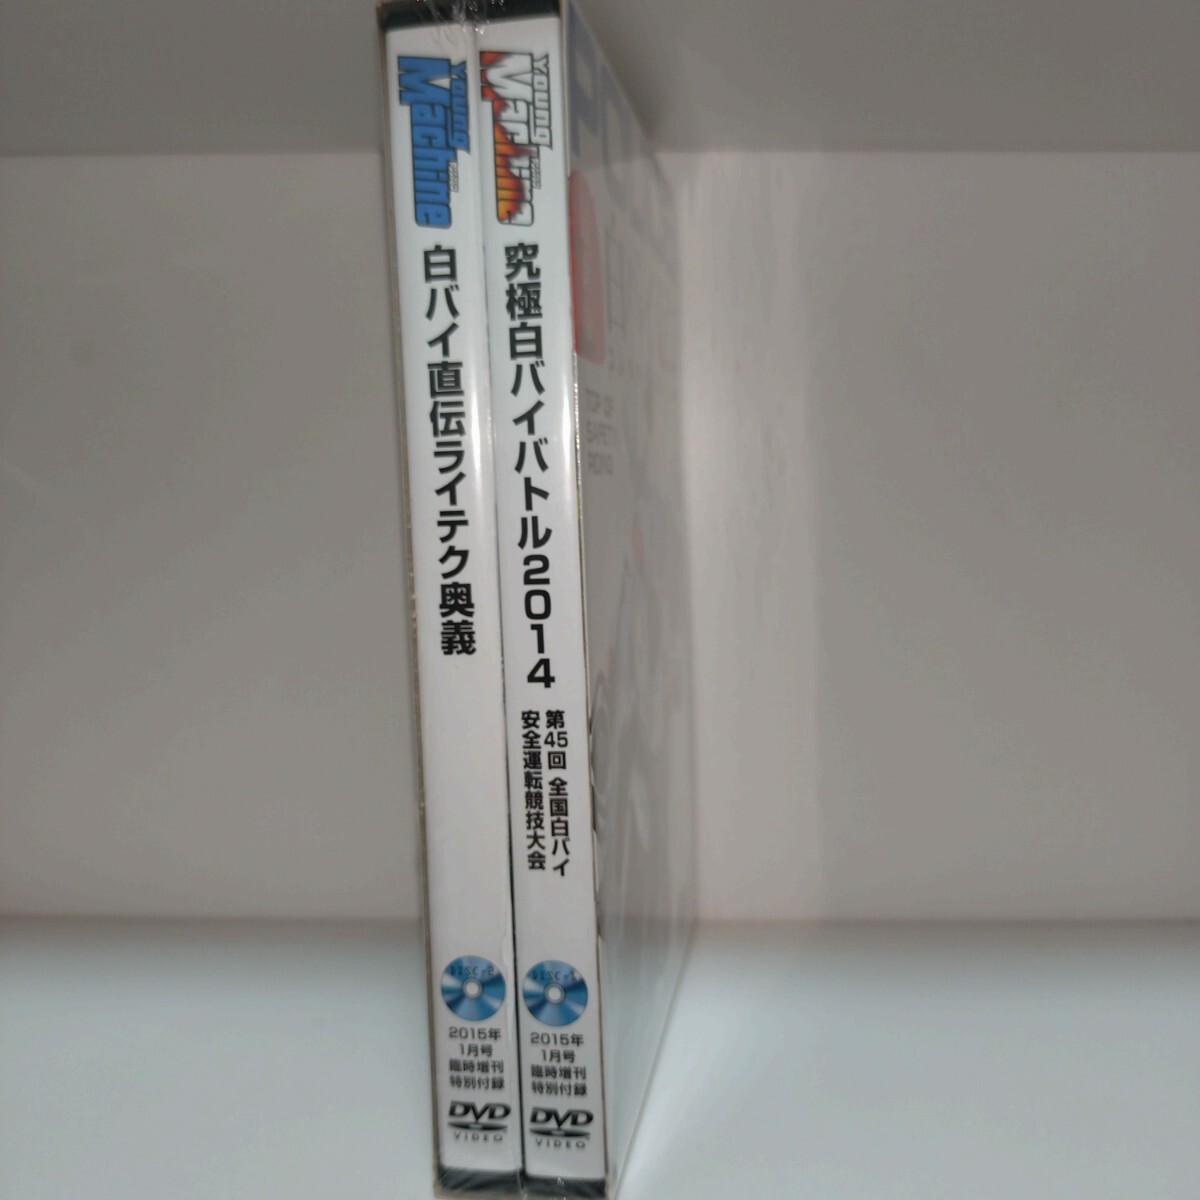 Young
Machine
白バイ直伝ライテク奥義
DISC-2
2015年
1月号
臨時増刊
特別付録
DVD
VIDEO
Young
Machine
究極白バイバトル2014
第45回 全国白バイ
安全運転競技大会
2015年
1月号
臨時増刊
特別付録
DVD
VIDEO
TOP OF
SAFETY
RIDING